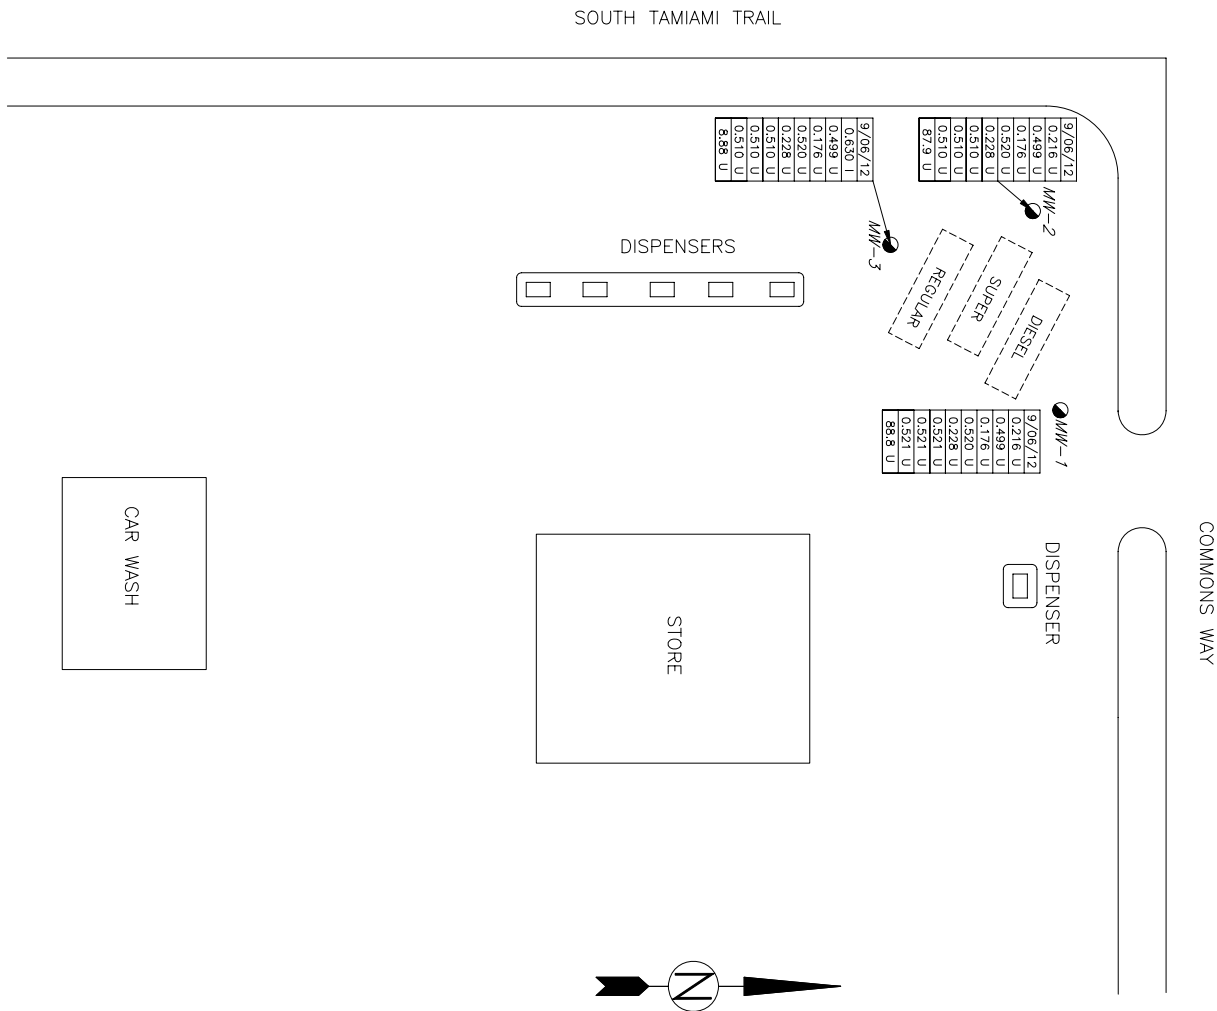 SOUTH TAMIAMI TRAIL
9/06/12
0.630 I
0.499 U
0.176 U
0.520 U
0.228 U
0.510 U
0.510 U
0.510 U
8.88 U
9/06/12
0.216 U
0.499 U
0.176 U
0.520 U
0.228 U
0.510 U
0.510 U
0.510 U
87.9 U
MW-2
MW-3
DISPENSERS
REGULAR
SUPER
DIESEL
9/06/12
0.216 U
0.499 U
0.176 U
0.520 U
0.228 U
0.521 U
0.521 U
0.521 U
88.8 U
MW-1
CAR WASH
STORE
DISPENSER
COMMONS WAY
N